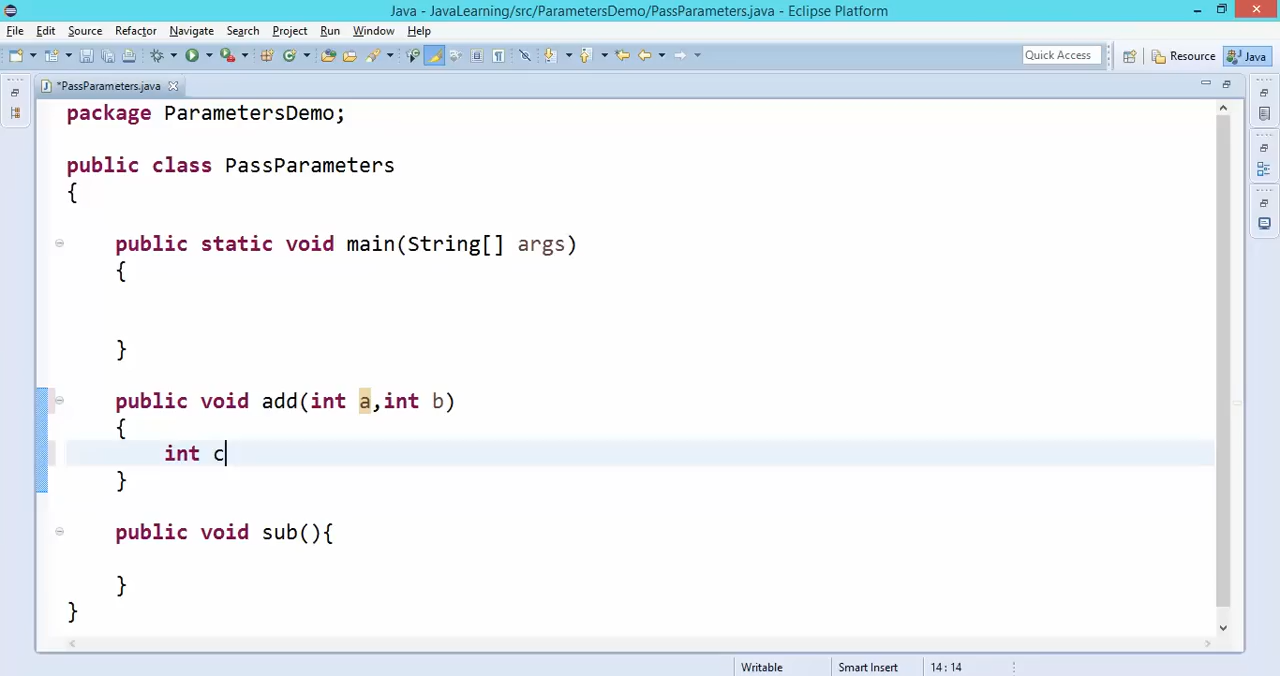 Java - JavaLearning/src/ParametersDemo/PassParameters.java - Eclipse Platform
File Edit Source Refactor Navigate Search Project Run Window Help
Quick Access Resource Java
*PassParameters.java
package ParametersDemo;
public class PassParameters
{
public static void main(String[] args)
{
}
public void add(int a,int b)
{
int c
}
public void sub(){
}
}
Writable Smart Insert 14 : 14